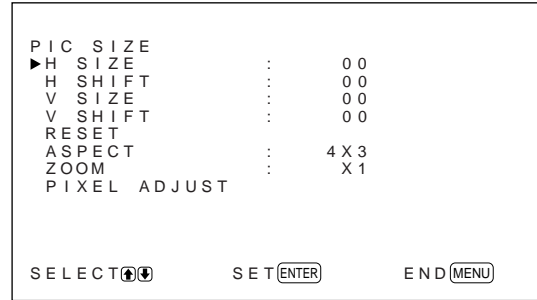 PIC SIZE
▶H SIZE : 00
H SHIFT : 00
V SIZE : 00
V SHIFT : 00
RESET
ASPECT : 4X3
ZOOM : X1
PIXEL ADJUST
SELECT⬆⬇ SET ENTER END MENU